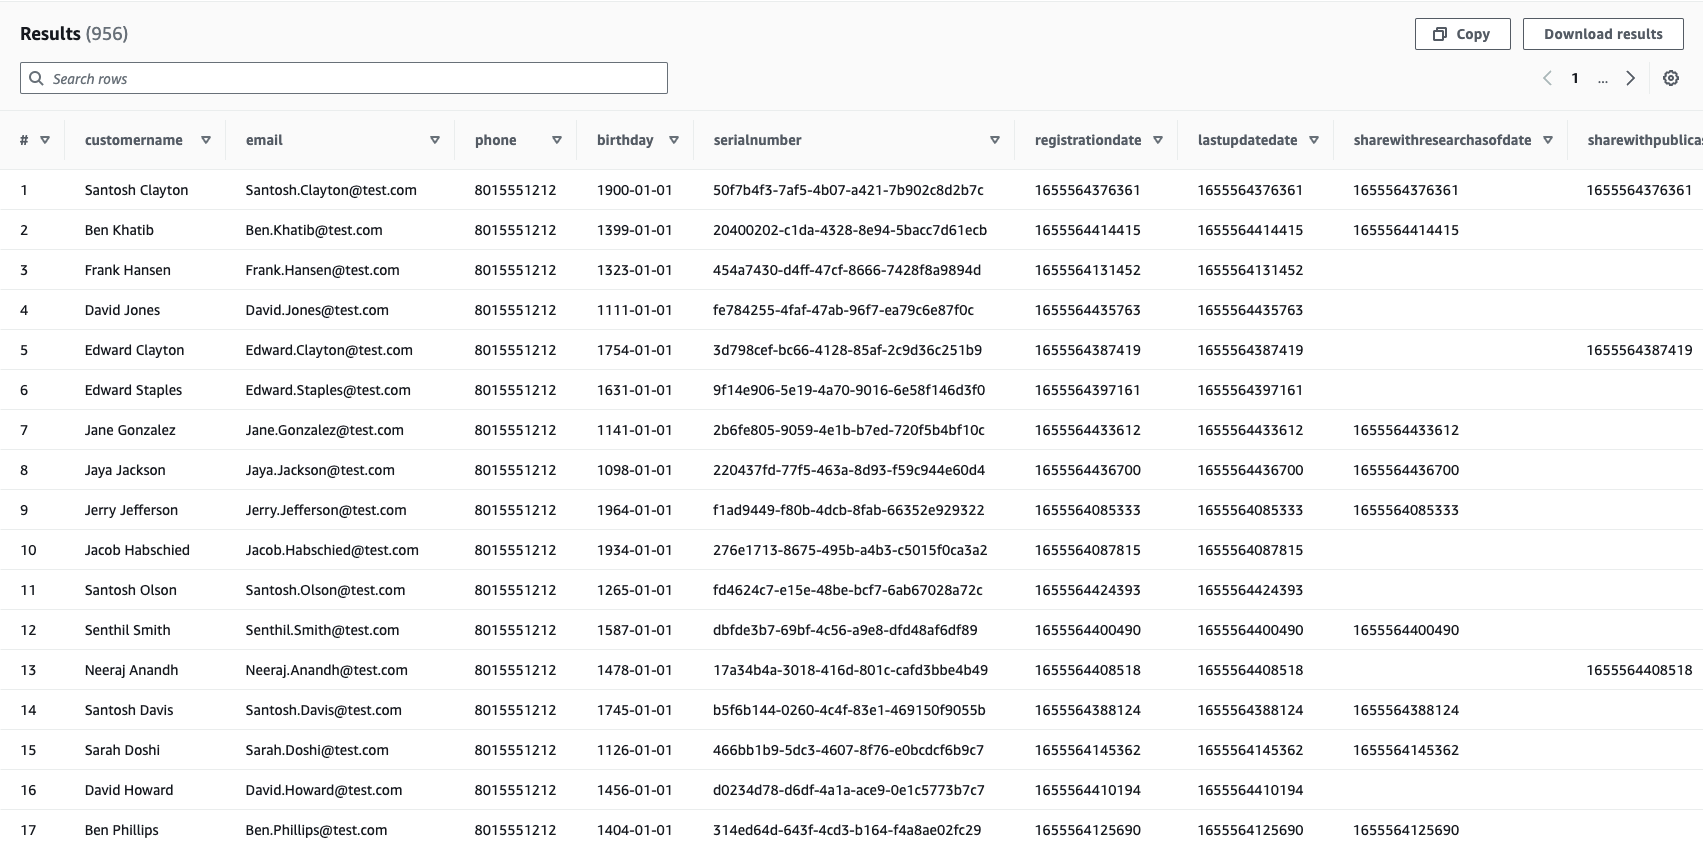 Results (956)
Copy
Download results
Search rows
1 ...
# customername email phone birthday serialnumber registrationdate lastupdatedate sharewithresearchasofdate sharewithpublicas
1 Santosh Clayton Santosh.Clayton@test.com 8015551212 1900-01-01 50f7b4f3-7af5-4b07-a421-7b902c8d2b7c 1655564376361 1655564376361 1655564376361 1655564376361
2 Ben Khatib Ben.Khatib@test.com 8015551212 1399-01-01 20400202-c1da-4328-8e94-5bacc7d61ecb 1655564414415 1655564414415 1655564414415
3 Frank Hansen Frank.Hansen@test.com 8015551212 1323-01-01 454a7430-d4ff-47cf-8666-7428f8a9894d 1655564131452 1655564131452
4 David Jones David.Jones@test.com 8015551212 1111-01-01 fe784255-4faf-47ab-96f7-ea79c6e87f0c 1655564435763 1655564435763
5 Edward Clayton Edward.Clayton@test.com 8015551212 1754-01-01 3d798cef-bc66-4128-85af-2c9d36c251b9 1655564387419 1655564387419 1655564387419
6 Edward Staples Edward.Staples@test.com 8015551212 1631-01-01 9f14e906-5e19-4a70-9016-6e58f146d3f0 1655564397161 1655564397161
7 Jane Gonzalez Jane.Gonzalez@test.com 8015551212 1141-01-01 2b6fe805-9059-4e1b-b7ed-720f5b4bf10c 1655564433612 1655564433612 1655564433612
8 Jaya Jackson Jaya.Jackson@test.com 8015551212 1098-01-01 220437fd-77f5-463a-8d93-f59c944e60d4 1655564436700 1655564436700 1655564436700
9 Jerry Jefferson Jerry.Jefferson@test.com 8015551212 1964-01-01 f1ad9449-f80b-4dcb-8fab-66352e929322 1655564085333 1655564085333 1655564085333
10 Jacob Habschied Jacob.Habschied@test.com 8015551212 1934-01-01 276e1713-8675-495b-a4b3-c5015f0ca3a2 1655564087815 1655564087815
11 Santosh Olson Santosh.Olson@test.com 8015551212 1265-01-01 fd4624c7-e15e-48be-bcf7-6ab67028a72c 1655564424393 1655564424393
12 Senthil Smith Senthil.Smith@test.com 8015551212 1587-01-01 dbfde3b7-69bf-4c56-a9e8-dfd48af6df89 1655564400490 1655564400490 1655564400490
13 Neeraj Anandh Neeraj.Anandh@test.com 8015551212 1478-01-01 17a34b4a-3018-416d-801c-cafd3bbe4b49 1655564408518 1655564408518 1655564408518
14 Santosh Davis Santosh.Davis@test.com 8015551212 1745-01-01 b5f6b144-0260-4c4f-83e1-469150f9055b 1655564388124 1655564388124 1655564388124
15 Sarah Doshi Sarah.Doshi@test.com 8015551212 1126-01-01 466bb1b9-5dc3-4607-8f76-e0bcdcf6b9c7 1655564145362 1655564145362 1655564145362
16 David Howard David.Howard@test.com 8015551212 1456-01-01 d0234d78-d6df-4a1a-ace9-0e1c5773b7c7 1655564410194 1655564410194
17 Ben Phillips Ben.Phillips@test.com 8015551212 1404-01-01 314ed64d-643f-4cd3-b164-f4a8ae02fc29 1655564125690 1655564125690 1655564125690